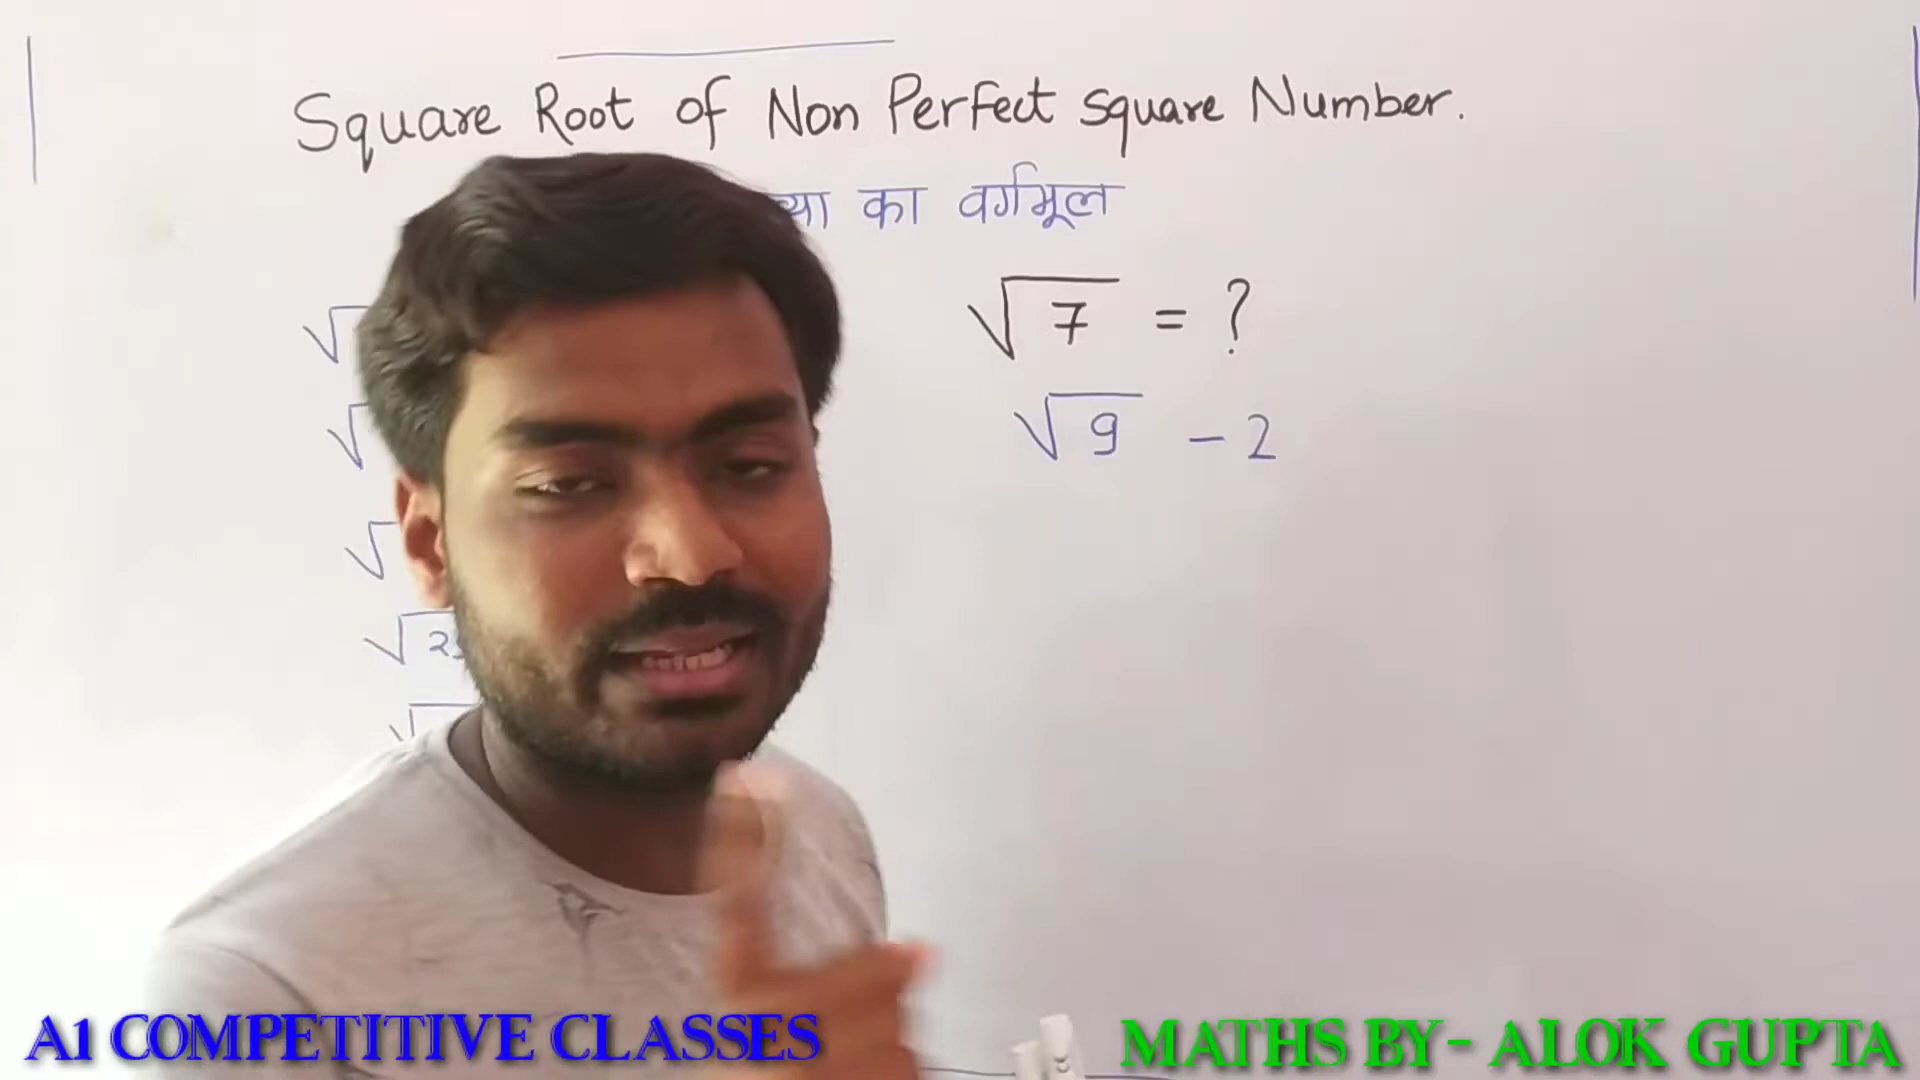 Square Root of Non Perfect Square Number.
का वर्गमूल
√7 = ?
√9 - 2
A1 COMPETITIVE CLASSES
MATHS BY- ALOK GUPTA